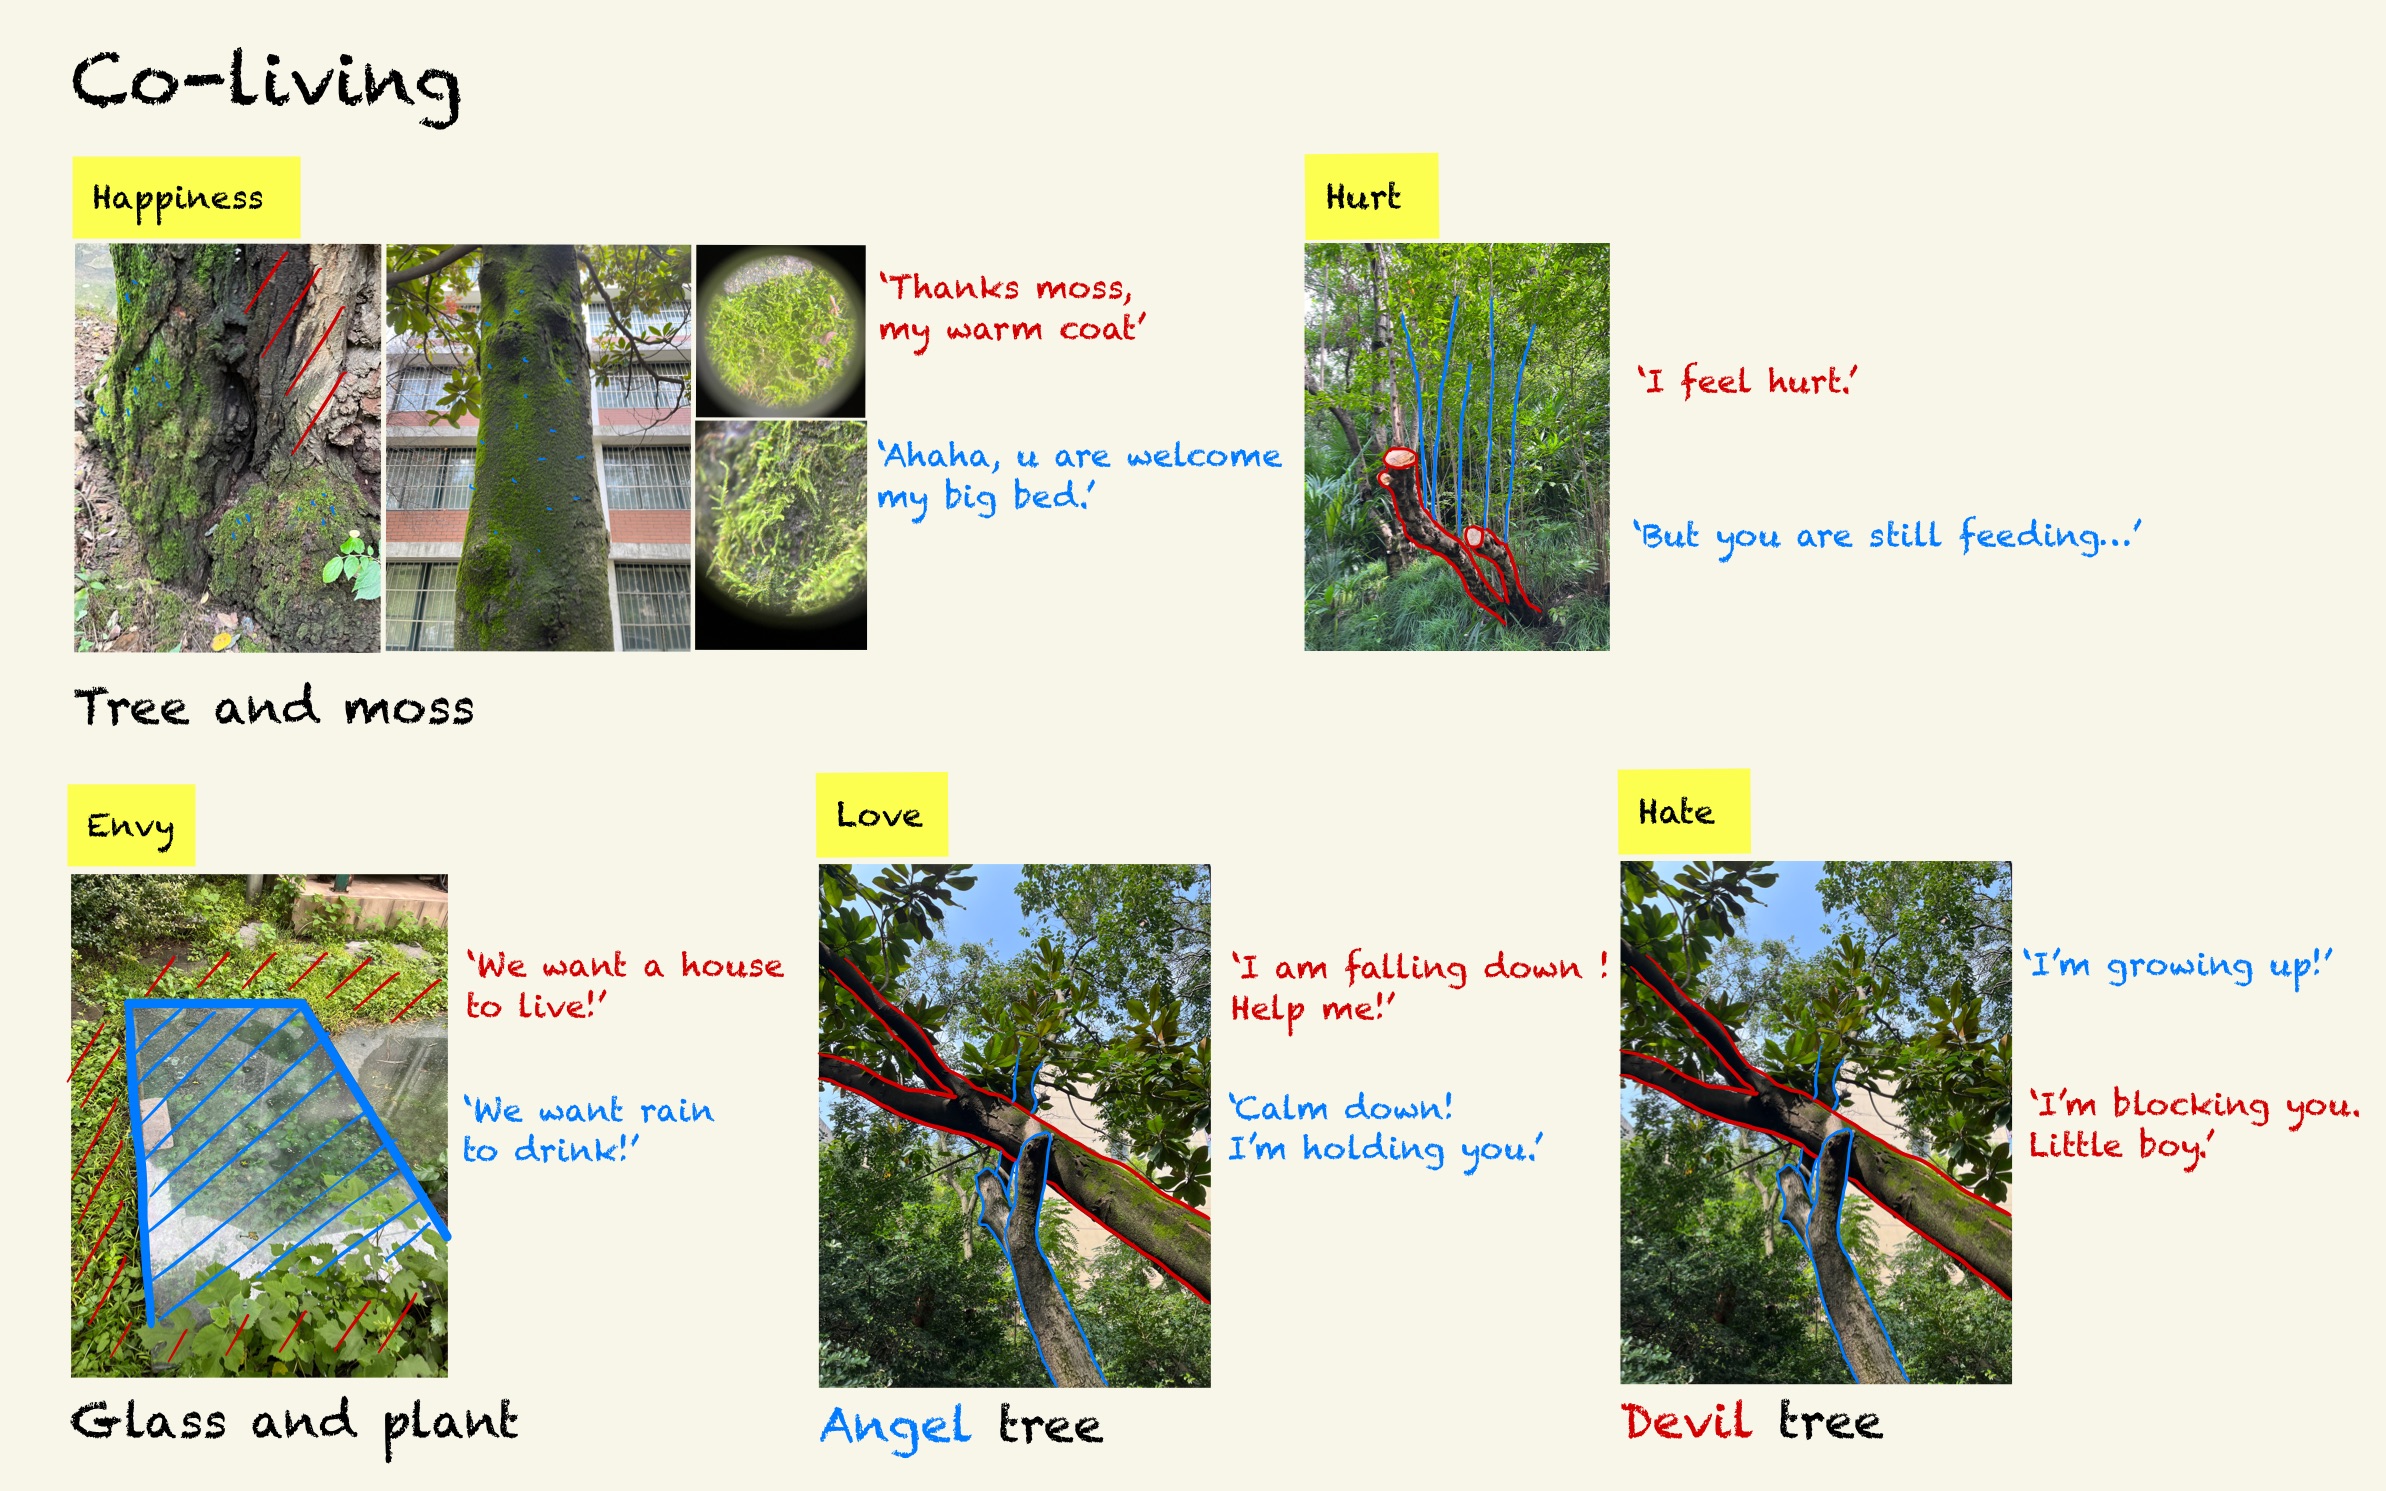 Co-living
Happiness
'Thanks moss,
my warm coat'
'Ahaha, u are welcome
my big bed.'
Tree and moss
Hurt
'I feel hurt.'
'But you are still feeding...'
Envy
'We want a house
to live!'
'We want rain
to drink!'
Glass and plant
Love
'I am falling down !
Help me!'
'Calm down!
I'm holding you.'
Angel tree
Hate
'I'm growing up!'
'I'm blocking you.
Little boy.'
Devil tree